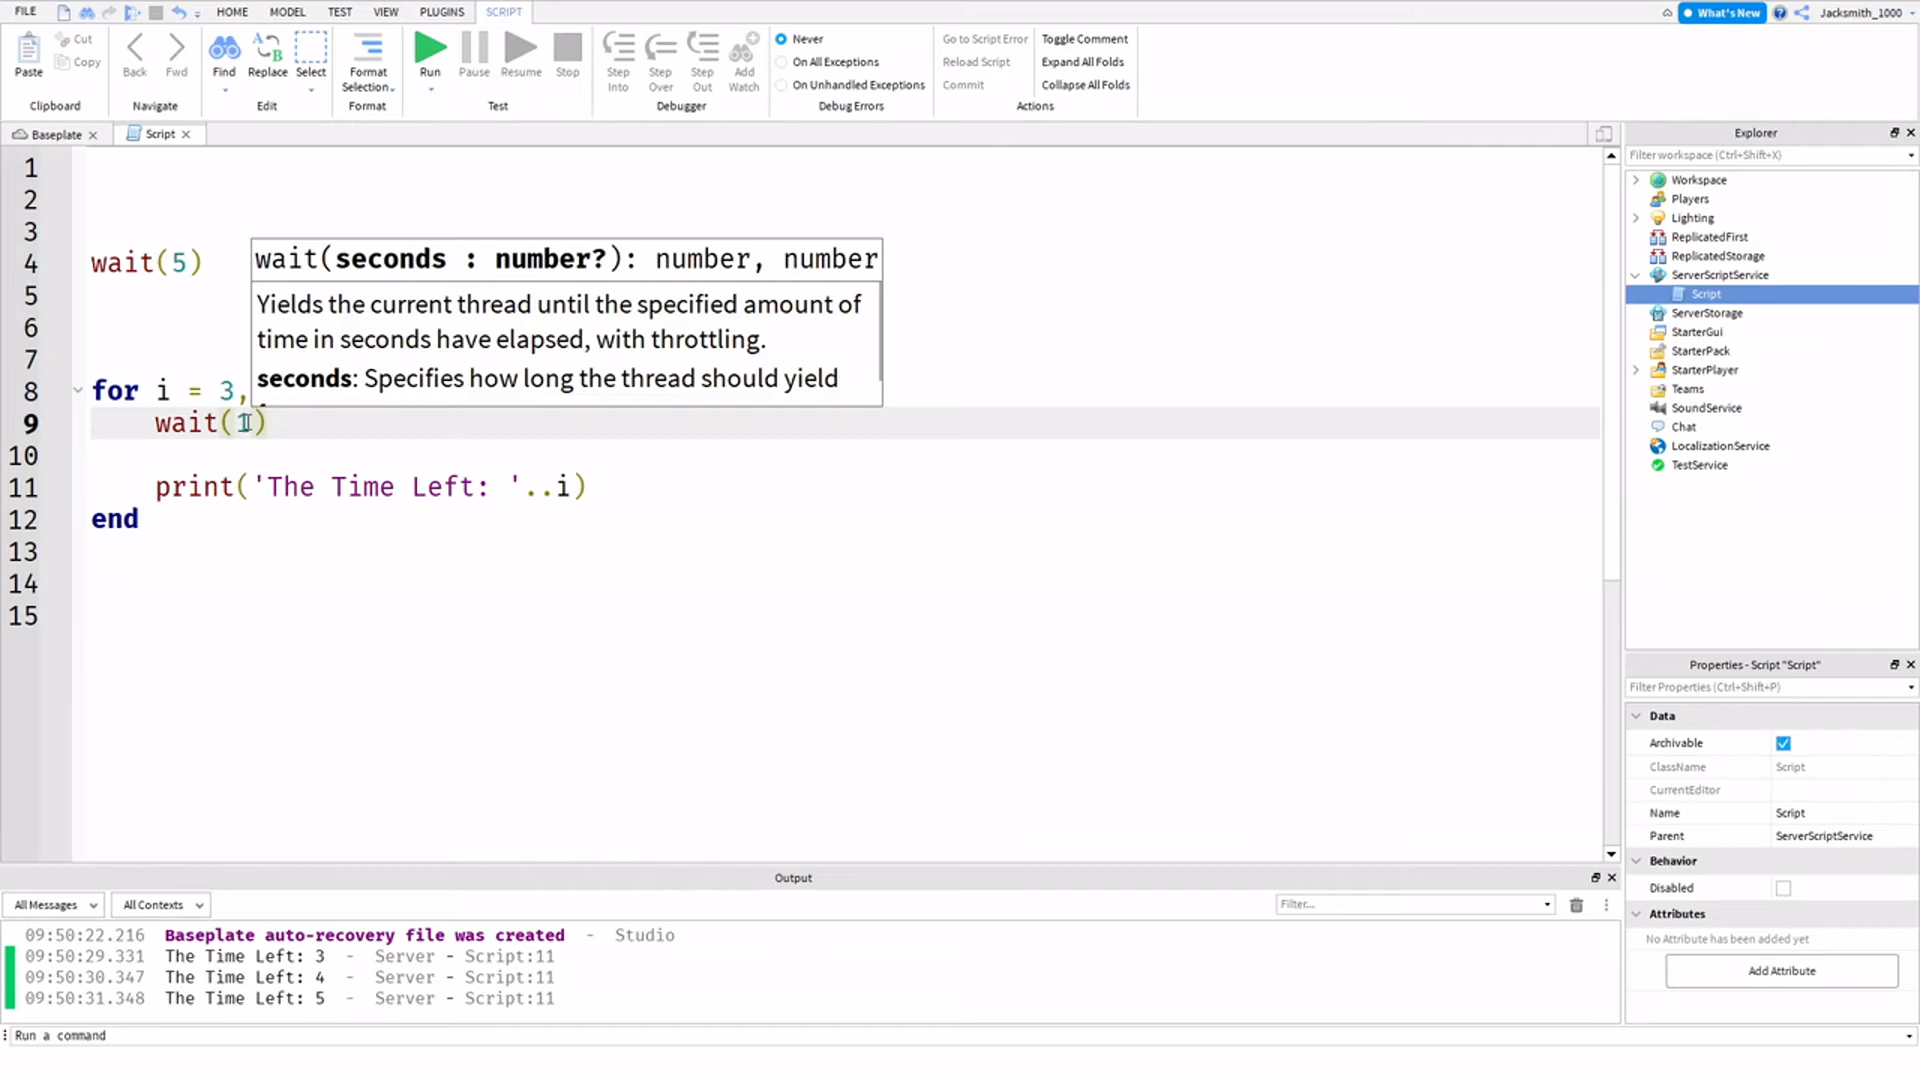 FILE HOME MODEL TEST VIEW PLUGINS SCRIPT What's New Jacksmith_1000
Paste Cut Copy Clipboard
Back Fwd Navigate
Find Replace Select Edit
Format Selection Format
Run Pause Resume Stop Test
Step Into Step Over Step Out Add Watch Debugger
Never
On All Exceptions
On Unhandled Exceptions
Debug Errors
Go to Script Error Toggle Comment
Reload Script Expand All Folds
Commit Collapse All Folds
Actions
Baseplate Script
1
2
3
4 wait(5)
5
6
7
8 for i = 3,
9 wait(1)
10
11 print('The Time Left: '..i)
12 end
13
14
15
wait(seconds : number?): number, number
Yields the current thread until the specified amount of
time in seconds have elapsed, with throttling.
seconds: Specifies how long the thread should yield
Explorer
Filter workspace (Ctrl+Shift+X)
Workspace
Players
Lighting
ReplicatedFirst
ReplicatedStorage
ServerScriptService
Script
ServerStorage
StarterGui
StarterPack
StarterPlayer
Teams
SoundService
Chat
LocalizationService
TestService
Properties - Script "Script"
Filter Properties (Ctrl+Shift+P)
Data
Archivable
ClassName Script
CurrentEditor
Name Script
Parent ServerScriptService
Behavior
Disabled
Attributes
No Attribute has been added yet
Add Attribute
Output
All Messages All Contexts Filter...
09:50:22.216 Baseplate auto-recovery file was created - Studio
09:50:29.331 The Time Left: 3 - Server - Script:11
09:50:30.347 The Time Left: 4 - Server - Script:11
09:50:31.348 The Time Left: 5 - Server - Script:11
Run a command